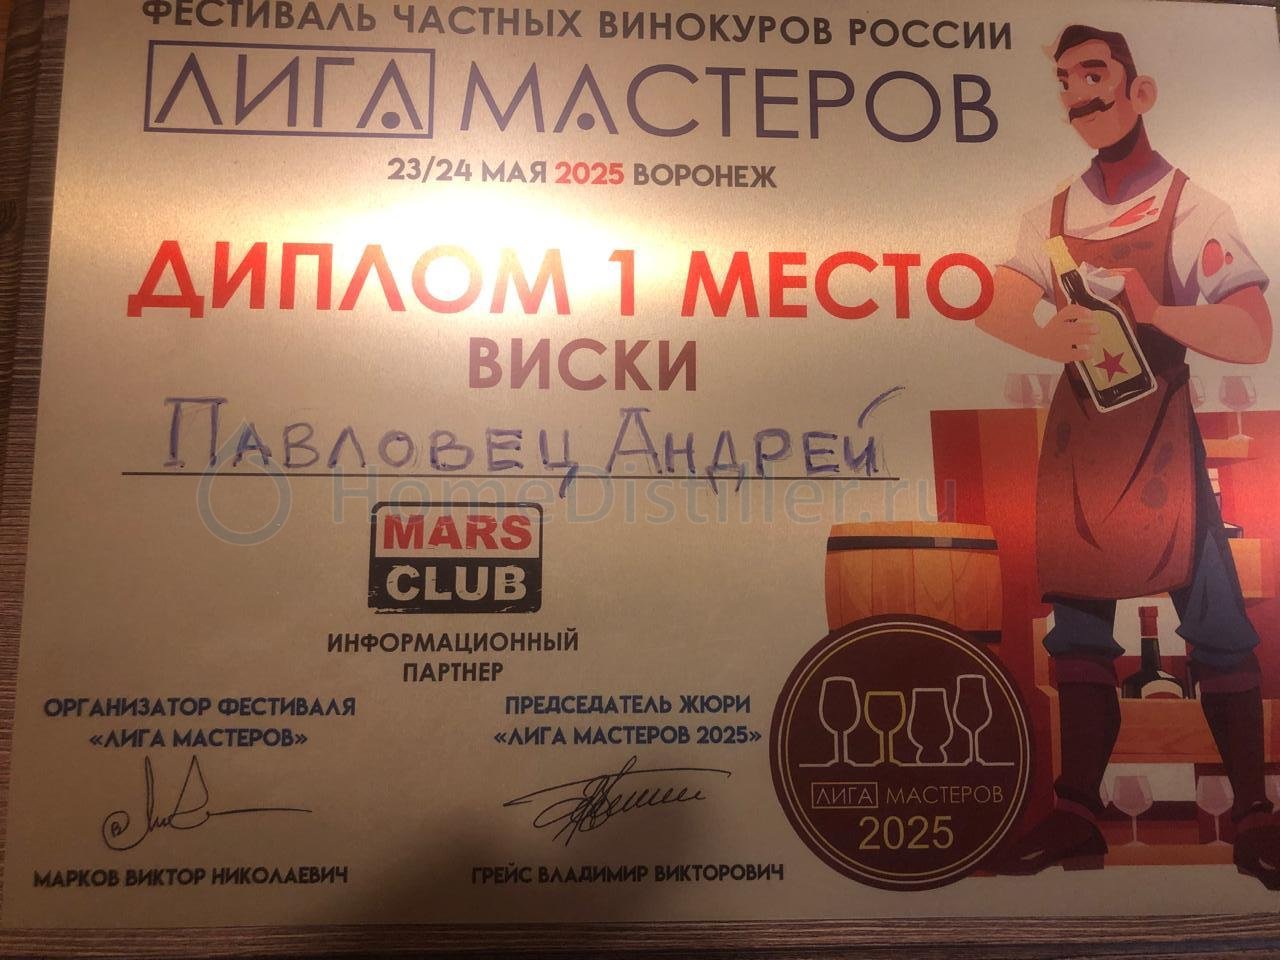 ФЕСТИВАЛЬ ЧАСТНЫХ ВИНОКУРОВ РОССИИ
ЛИГА МАСТЕРОВ
23/24 МАЯ 2025 ВОРОНЕЖ
ДИПЛОМ 1 МЕСТО
ВИСКИ
ПАВЛОВЕЦ АНДРЕЙ
HomeDistiller.ru
MARS
CLUB
ИНФОРМАЦИОННЫЙ
ПАРТНЕР
ОРГАНИЗАТОР ФЕСТИВАЛЯ
«ЛИГА МАСТЕРОВ»
ПРЕДСЕДАТЕЛЬ ЖЮРИ
«ЛИГА МАСТЕРОВ 2025»
МАРКОВ ВИКТОР НИКОЛАЕВИЧ
ГРЕЙС ВЛАДИМИР ВИКТОРОВИЧ
ЛИГА МАСТЕРОВ
2025